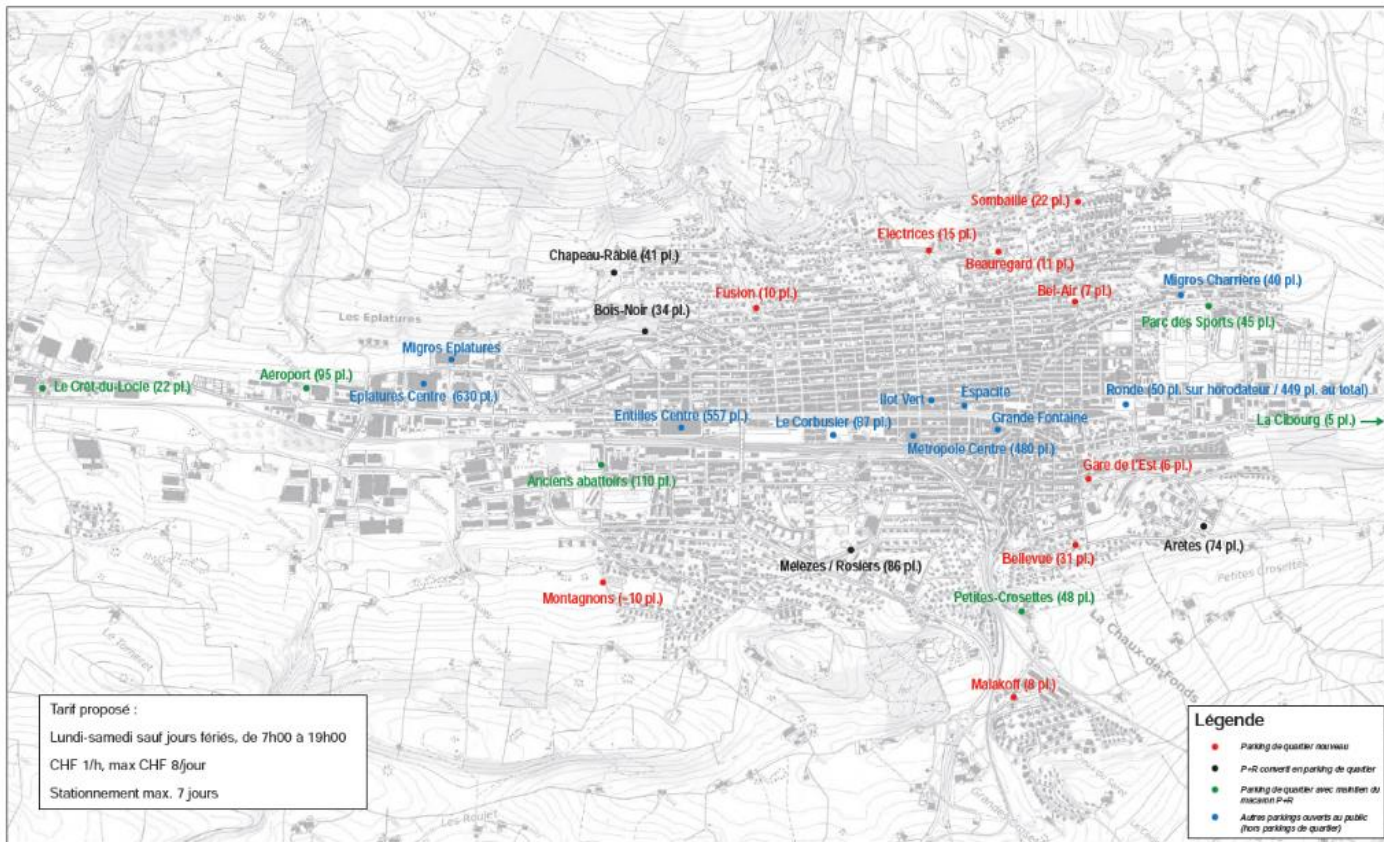 Sombaille (22 pl.)
Electrices (15 pl.)
Beauregard (11 pl.)
Chapeau-Râblé (41 pl.)
Bel-Air (7 pl.)
Migros Charrière (40 pl.)
Fusion (10 pl.)
Bois-Noir (34 pl.)
Parc des Sports (45 pl.)
Les Eplatures
Migros Eplatures
Le Crêt-du-Locle (22 pl.)
Aéroport (95 pl.)
Eplatures Centre (630 pl.)
Ilot Vert
Espacité
Ronde (50 pl. sur horodateur / 449 pl. au total)
Entilles Centre (557 pl.)
Le Corbusier (87 pl.)
Grande Fontaine
La Cibourg (5 pl.)
Métropole Centre (480 pl.)
Anciens abattoirs (110 pl.)
Gare de l'Est (6 pl.)
Arêtes (74 pl.)
Bellevue (31 pl.)
Mélèzes / Rosiers (86 pl.)
Petites Crosettes
Montagnons (~10 pl.)
Petites-Crosettes (48 pl.)
La Chaux-de-Fonds
Malakoff (8 pl.)
Les Roulet
Tarif proposé :
Lundi-samedi sauf jours fériés, de 7h00 à 19h00
CHF 1/h, max CHF 8/jour
Stationnement max. 7 jours
Légende
Parking de quartier nouveau
P+R converti en parking de quartier
Parking de quartier avec maintien du
macaron P+R
Autres parkings ouverts au public
(hors parkings de quartier)